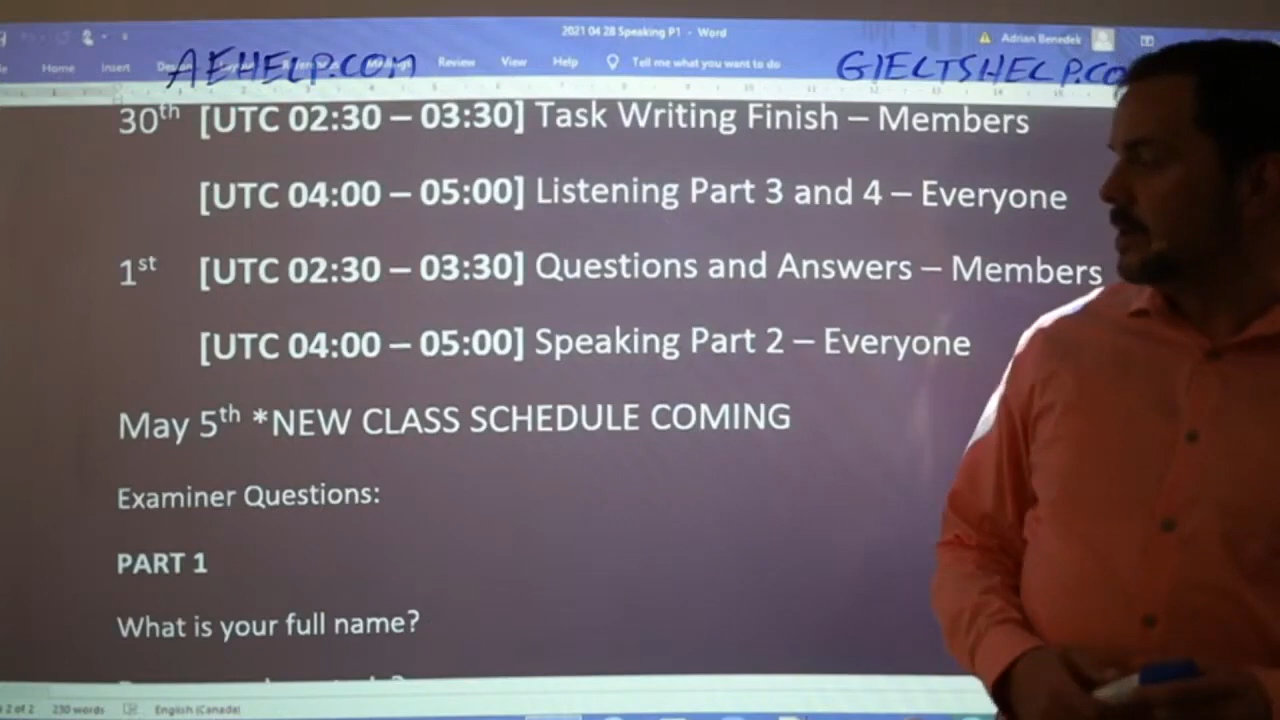 2021 04 28 Speaking P1 - Word
Adrian Benedek
Home Insert Review View Help Tell me what you want to do
AEHELP.COM
GIELTSHELP.CO
30th [UTC 02:30 – 03:30] Task Writing Finish – Members
[UTC 04:00 – 05:00] Listening Part 3 and 4 – Everyone
1st [UTC 02:30 – 03:30] Questions and Answers – Members
[UTC 04:00 – 05:00] Speaking Part 2 – Everyone
May 5th *NEW CLASS SCHEDULE COMING
Examiner Questions:
PART 1
What is your full name?
2 of 2 230 words English (Canada)